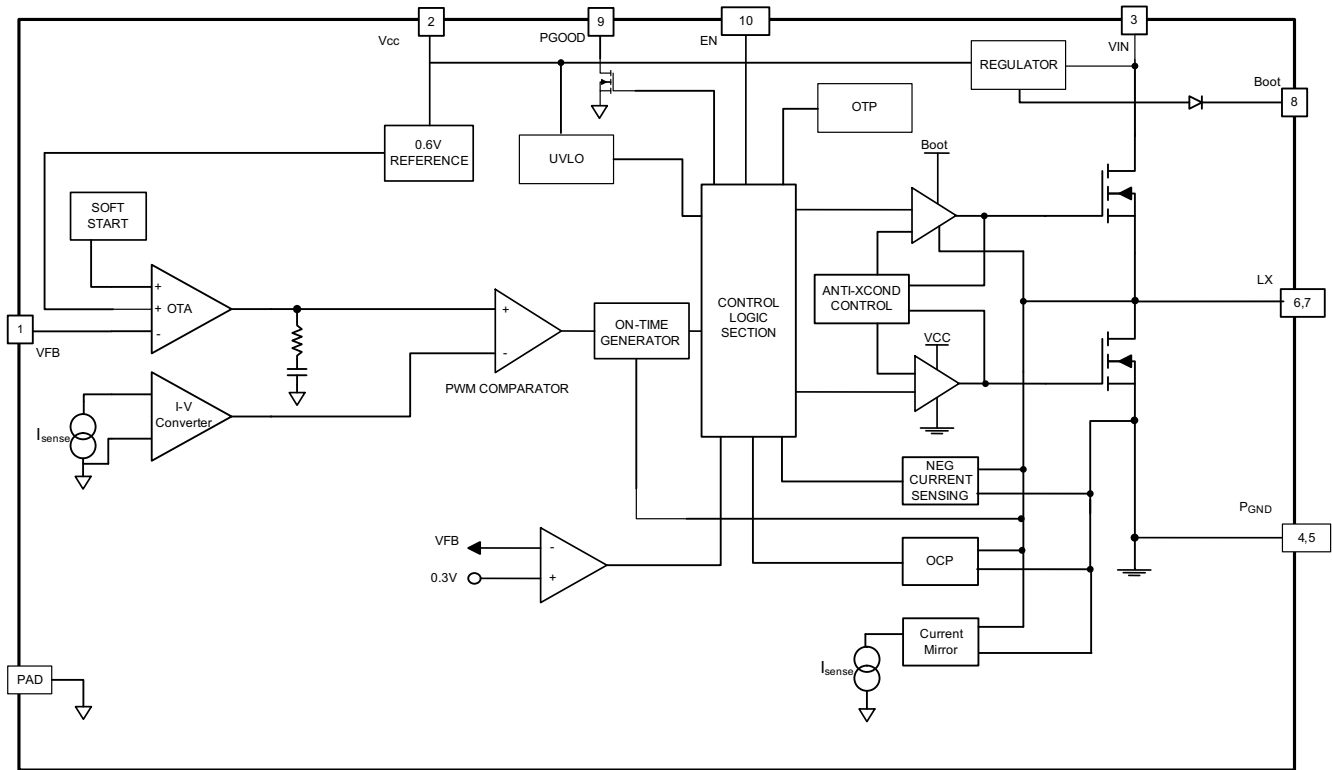 2
9
10
3
Vcc
PGOOD
EN
VIN
REGULATOR
Boot
8
OTP
0.6V
REFERENCE
UVLO
Boot
SOFT
START
+
+ OTA
-
1
VFB
+
-
PWM COMPARATOR
ON-TIME
GENERATOR
CONTROL
LOGIC
SECTION
ANTI-XCOND
CONTROL
LX
6,7
VCC
I-V
Converter
Isense
NEG
CURRENT
SENSING
PGND
4,5
VFB
-
0.3V
+
OCP
Current
Mirror
Isense
PAD